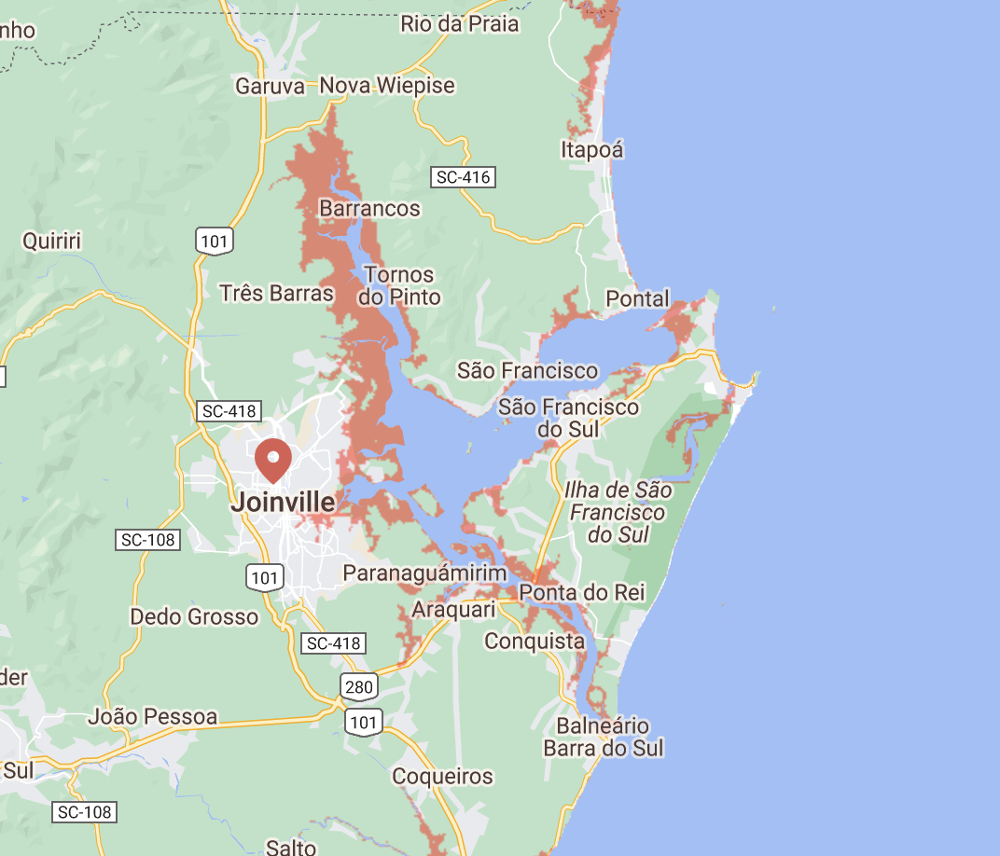 nho
Rio da Praia
Garuva
Nova Wiepise
Itapoá
SC-416
Barrancos
Quiriri
101
Tornos
do Pinto
Três Barras
Pontal
São Francisco
SC-418
São Francisco
do Sul
Joinville
Ilha de São
Francisco
do Sul
SC-108
101
Paranaguámirim
Ponta do Rei
Araquari
Dedo Grosso
SC-418
Conquista
der
280
João Pessoa
101
Balneário
Barra do Sul
Sul
Coqueiros
SC-108
Salto